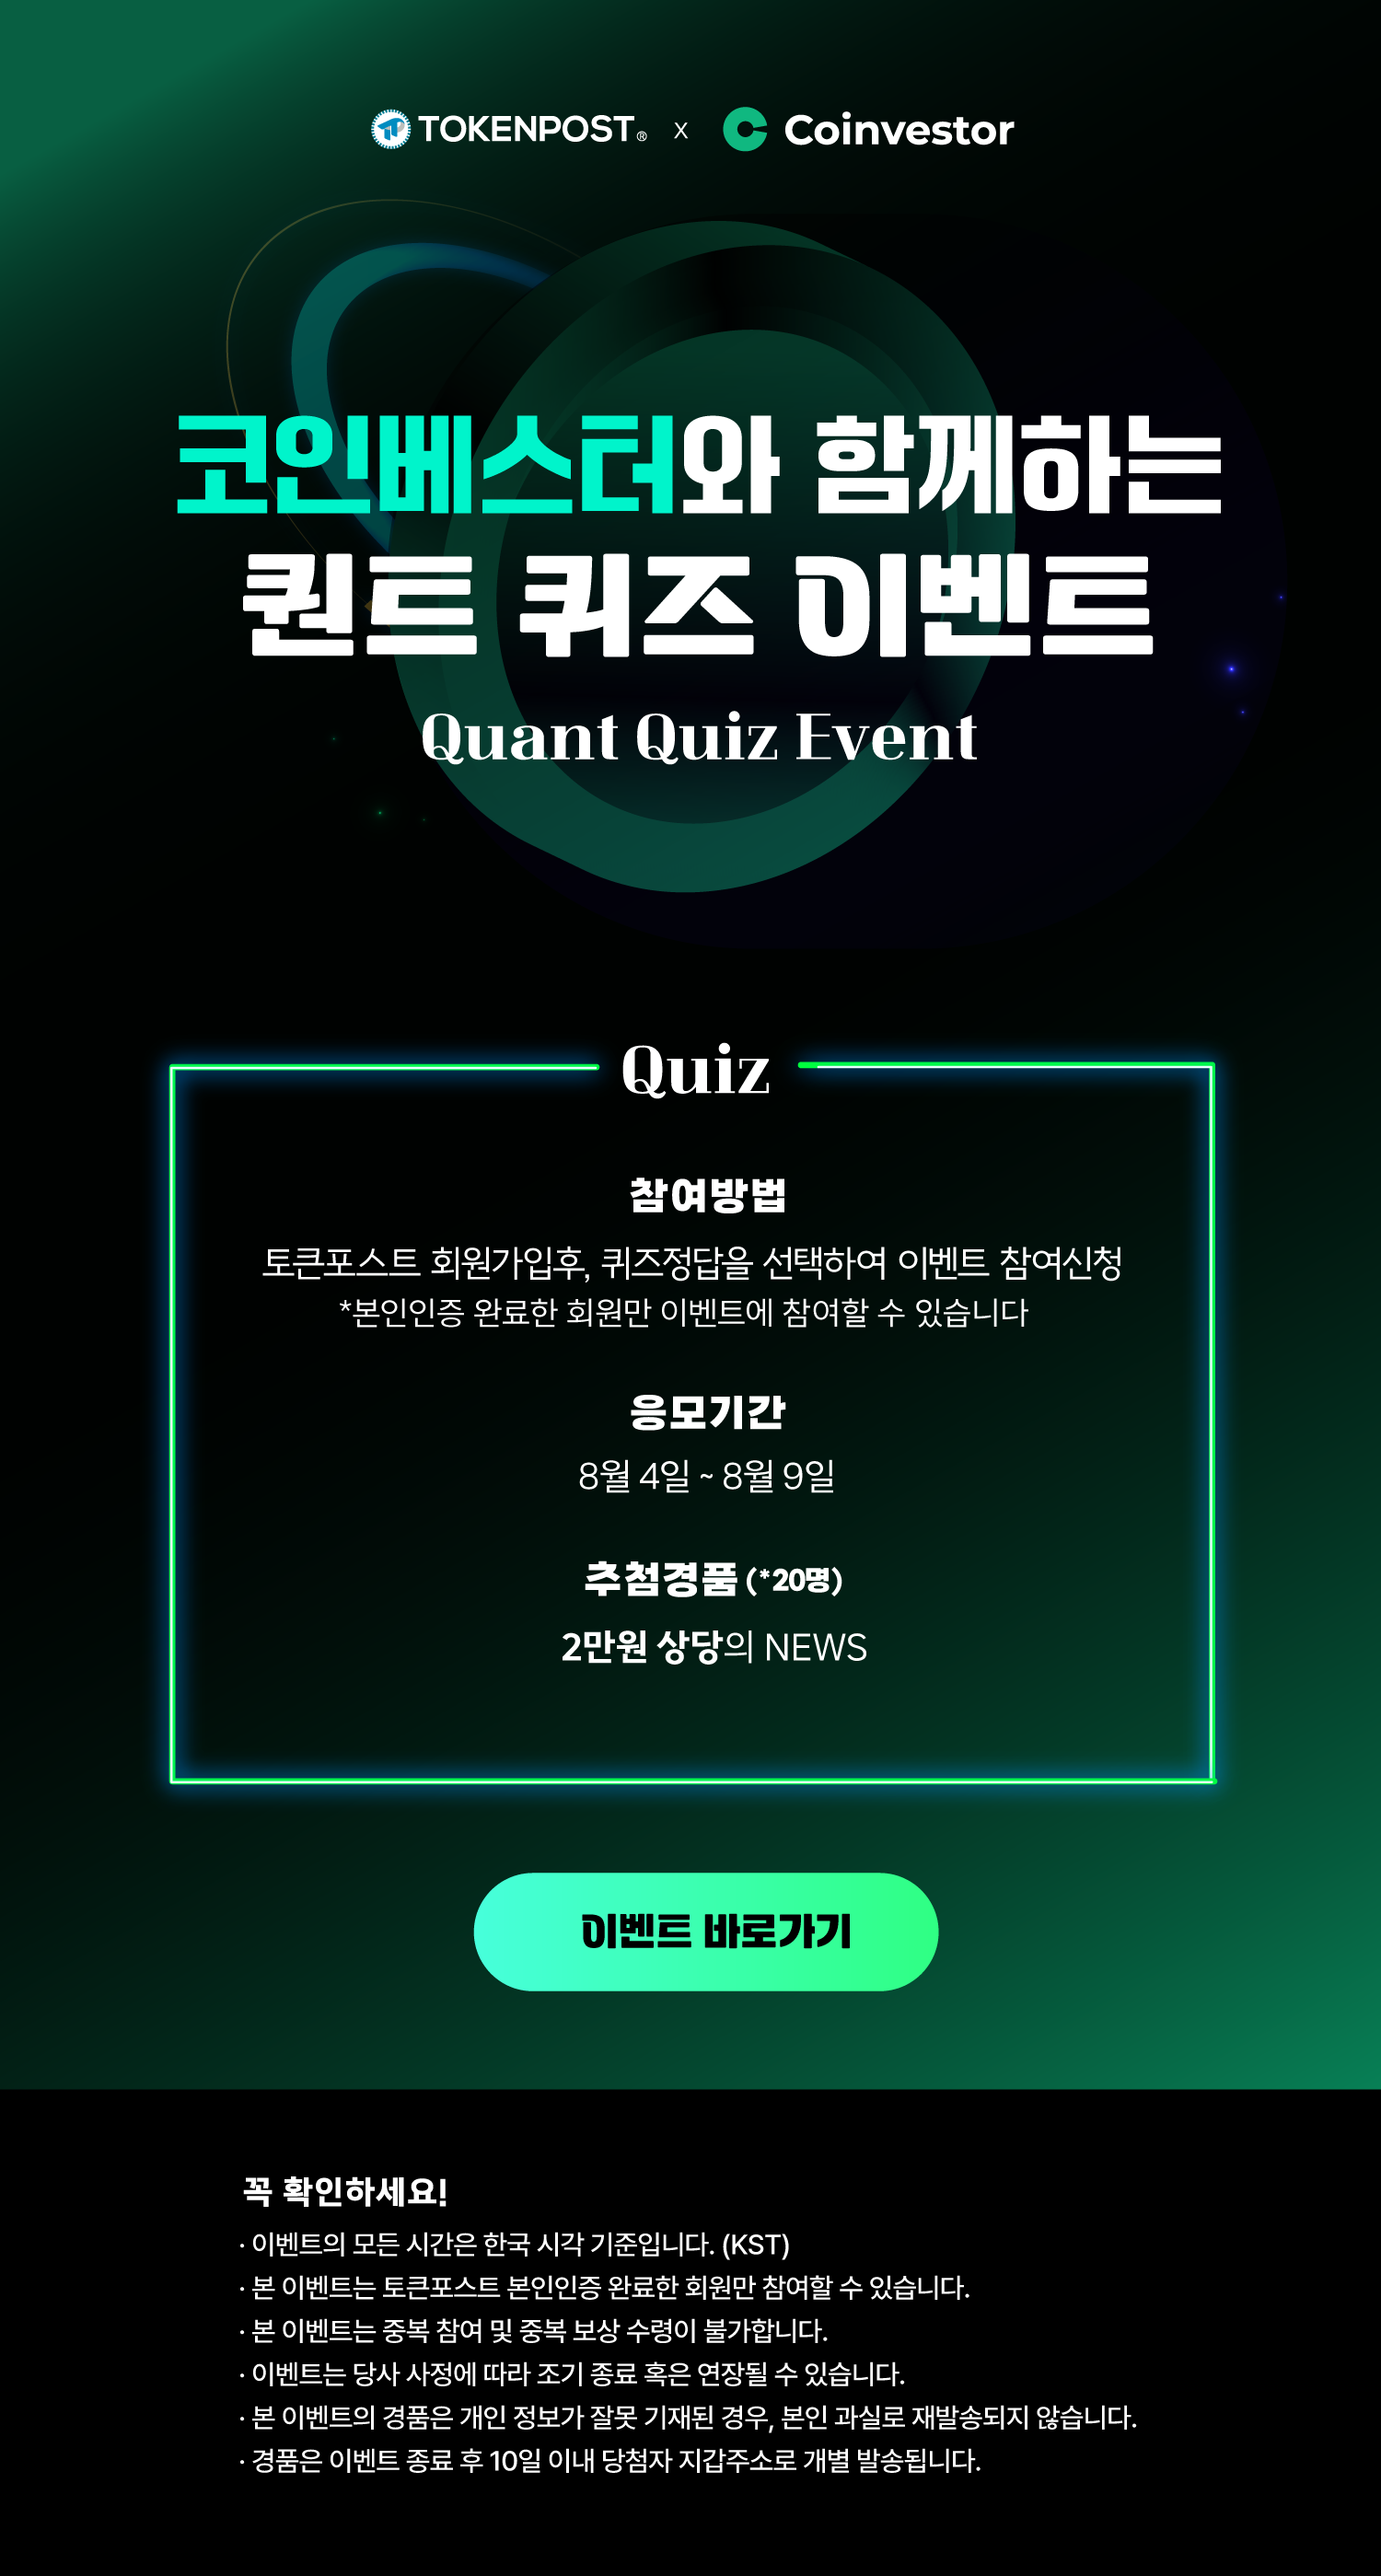 TOKENPOST® x Coinvestor
코인베스터와 함께하는
퀀트 퀴즈 이벤트
Quant Quiz Event
Quiz
참여방법
토큰포스트 회원가입후, 퀴즈정답을 선택하여 이벤트 참여신청
*본인인증 완료한 회원만 이벤트에 참여할 수 있습니다
응모기간
8월 4일 ~ 8월 9일
추첨경품 (*20명)
2만원 상당의 NEWS
이벤트 바로가기
꼭 확인하세요!
· 이벤트의 모든 시간은 한국 시각 기준입니다. (KST)
· 본 이벤트는 토큰포스트 본인인증 완료한 회원만 참여할 수 있습니다.
· 본 이벤트는 중복 참여 및 중복 보상 수령이 불가합니다.
· 이벤트는 당사 사정에 따라 조기 종료 혹은 연장될 수 있습니다.
· 본 이벤트의 경품은 개인 정보가 잘못 기재된 경우, 본인 과실로 재발송되지 않습니다.
· 경품은 이벤트 종료 후 10일 이내 당첨자 지갑주소로 개별 발송됩니다.